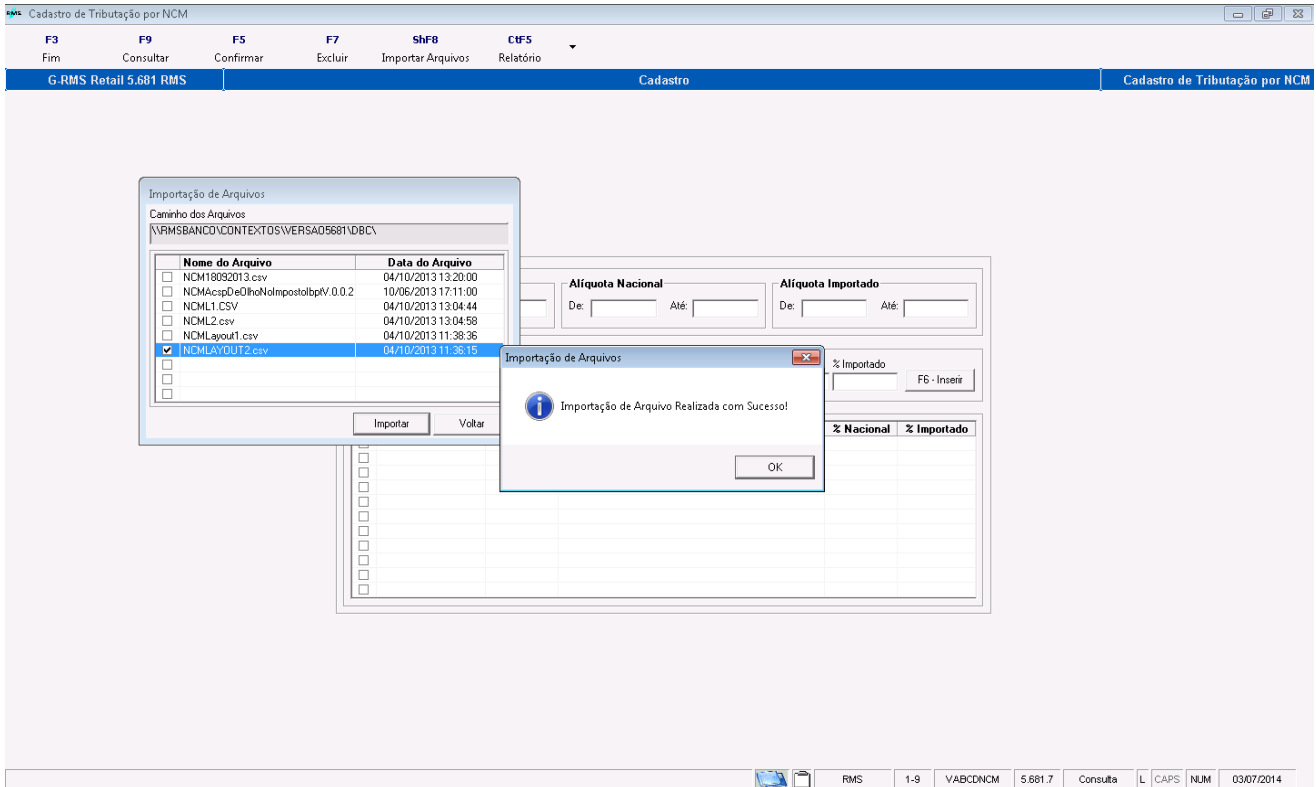 RMS Cadastro de Tributação por NCM
F3 F9 F5 F7 ShF8 CtF5
Fim Consultar Confirmar Excluir Importar Arquivos Relatório
G-RMS Retail 5.681 RMS Cadastro Cadastro de Tributação por NCM
Importação de Arquivos
Caminho dos Arquivos
\\RMSBANCO\CONTEXTOS\VERSAO5681\DBC\
Nome do Arquivo Data do Arquivo
NCM18092013.csv 04/10/2013 13:20:00
NCMAcspDeOlhoNoImpostoIbptV.0.0.2 10/06/2013 17:11:00
NCML1.CSV 04/10/2013 13:04:44
NCML2.csv 04/10/2013 13:04:58
NCMLayout1.csv 04/10/2013 11:38:36
NCMLAYOUT2.csv 04/10/2013 11:36:15
Importar Voltar
Alíquota Nacional Alíquota Importado
De: Até: De: Até:
% Importado
F6 - Inserir
% Nacional % Importado
Importação de Arquivos
Importação de Arquivo Realizada com Sucesso!
OK
RMS 1-9 VABCDNCM 5.681.7 Consulta L CAPS NUM 03/07/2014